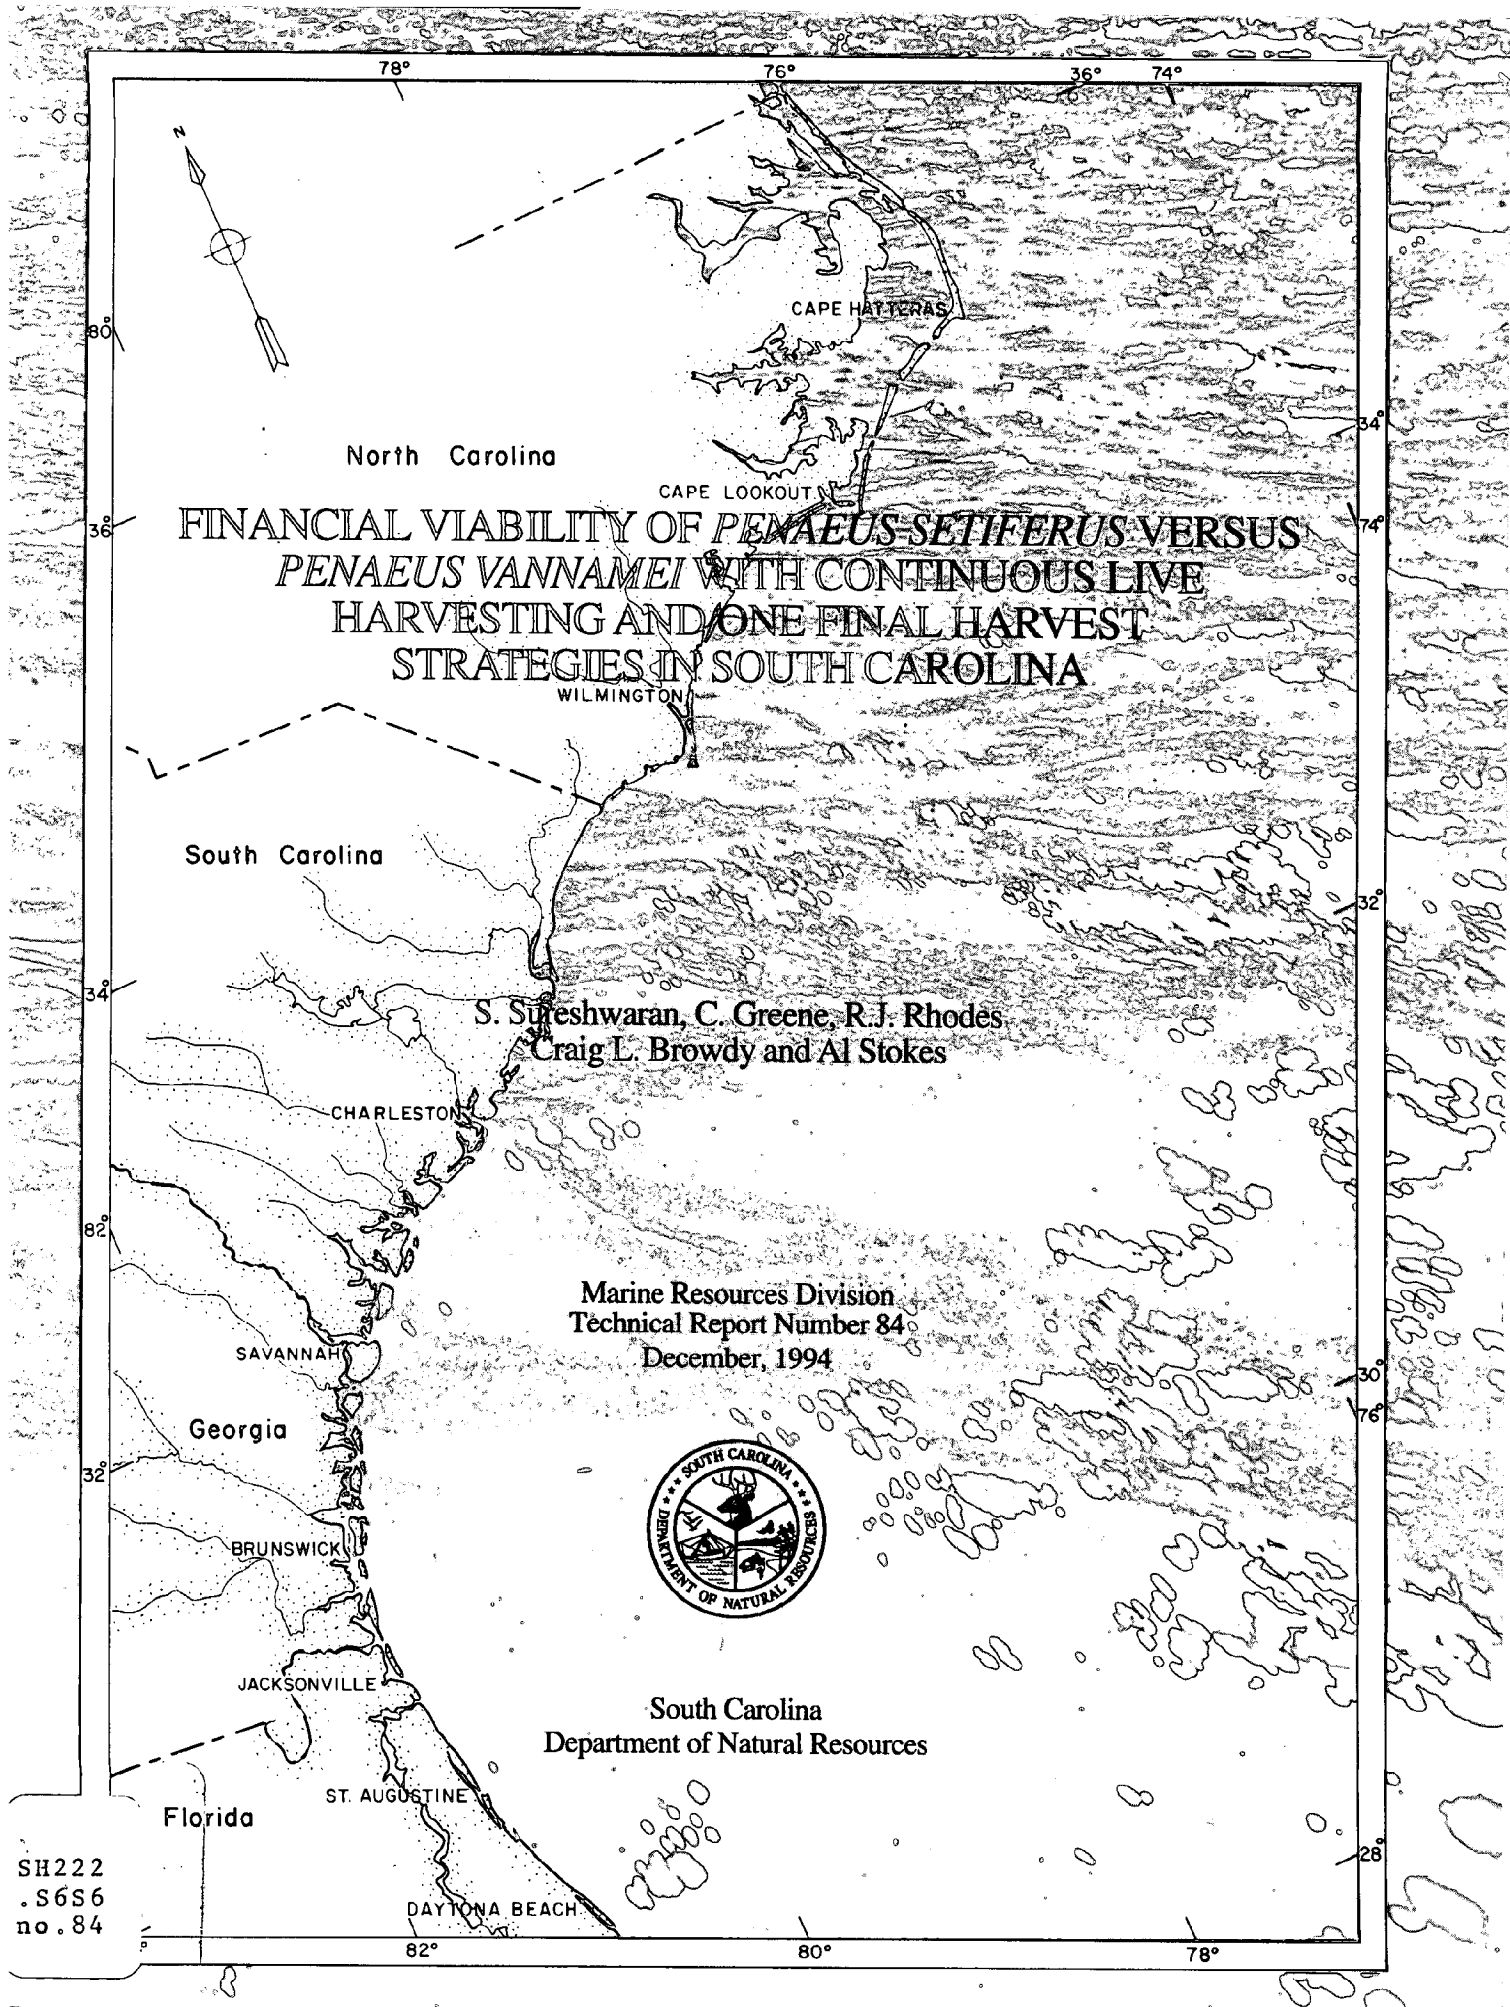 78°
76°
36°
74°
N
CAPE HATTERAS
80°
34°
North Carolina
CAPE LOOKOUT
36°
74°
FINANCIAL VIABILITY OF PENAEUS SETIFERUS VERSUS
PENAEUS VANNAMEI WITH CONTINUOUS LIVE
HARVESTING AND/ONE FINAL HARVEST
STRATEGIES IN SOUTH CAROLINA
WILMINGTON
South Carolina
32°
34°
S. Sureshwaran, C. Greene, R.J. Rhodes
Craig L. Browdy and Al Stokes
CHARLESTON
82°
Marine Resources Division
Technical Report Number 84
December, 1994
SAVANNAH
30°
76°
Georgia
32°
SOUTH CAROLINA
DEPARTMENT OF NATURAL RESOURCES
BRUNSWICK
JACKSONVILLE
South Carolina
Department of Natural Resources
ST. AUGUSTINE
Florida
28°
SH222
.S6S6
no.84
DAYTONA BEACH
82°
80°
78°